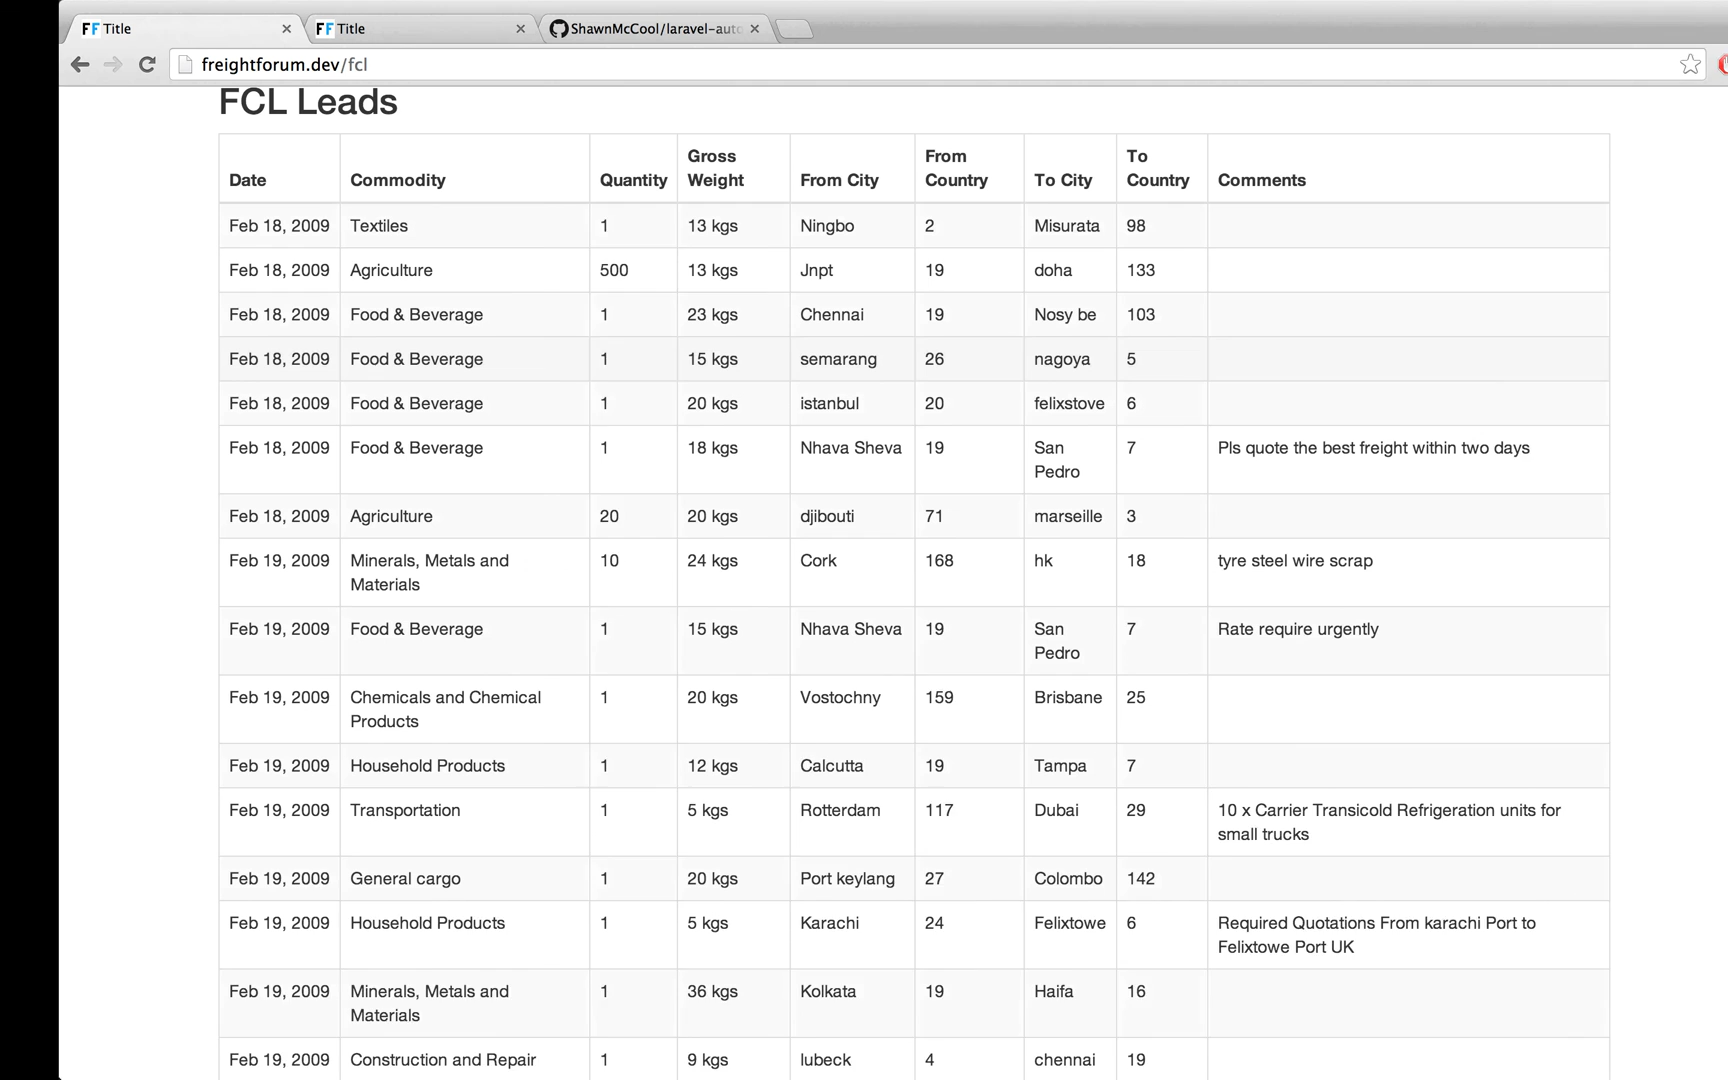 FF Title
FF Title
ShawnMcCool/laravel-auto
freightforum.dev/fcl
FCL Leads
Date Commodity Quantity Gross Weight From City From Country To City To Country Comments
Feb 18, 2009 Textiles 1 13 kgs Ningbo 2 Misurata 98
Feb 18, 2009 Agriculture 500 13 kgs Jnpt 19 doha 133
Feb 18, 2009 Food & Beverage 1 23 kgs Chennai 19 Nosy be 103
Feb 18, 2009 Food & Beverage 1 15 kgs semarang 26 nagoya 5
Feb 18, 2009 Food & Beverage 1 20 kgs istanbul 20 felixstove 6
Feb 18, 2009 Food & Beverage 1 18 kgs Nhava Sheva 19 San Pedro 7 Pls quote the best freight within two days
Feb 18, 2009 Agriculture 20 20 kgs djibouti 71 marseille 3
Feb 19, 2009 Minerals, Metals and Materials 10 24 kgs Cork 168 hk 18 tyre steel wire scrap
Feb 19, 2009 Food & Beverage 1 15 kgs Nhava Sheva 19 San Pedro 7 Rate require urgently
Feb 19, 2009 Chemicals and Chemical Products 1 20 kgs Vostochny 159 Brisbane 25
Feb 19, 2009 Household Products 1 12 kgs Calcutta 19 Tampa 7
Feb 19, 2009 Transportation 1 5 kgs Rotterdam 117 Dubai 29 10 x Carrier Transicold Refrigeration units for small trucks
Feb 19, 2009 General cargo 1 20 kgs Port keylang 27 Colombo 142
Feb 19, 2009 Household Products 1 5 kgs Karachi 24 Felixtowe 6 Required Quotations From karachi Port to Felixtowe Port UK
Feb 19, 2009 Minerals, Metals and Materials 1 36 kgs Kolkata 19 Haifa 16
Feb 19, 2009 Construction and Repair 1 9 kgs lubeck 4 chennai 19